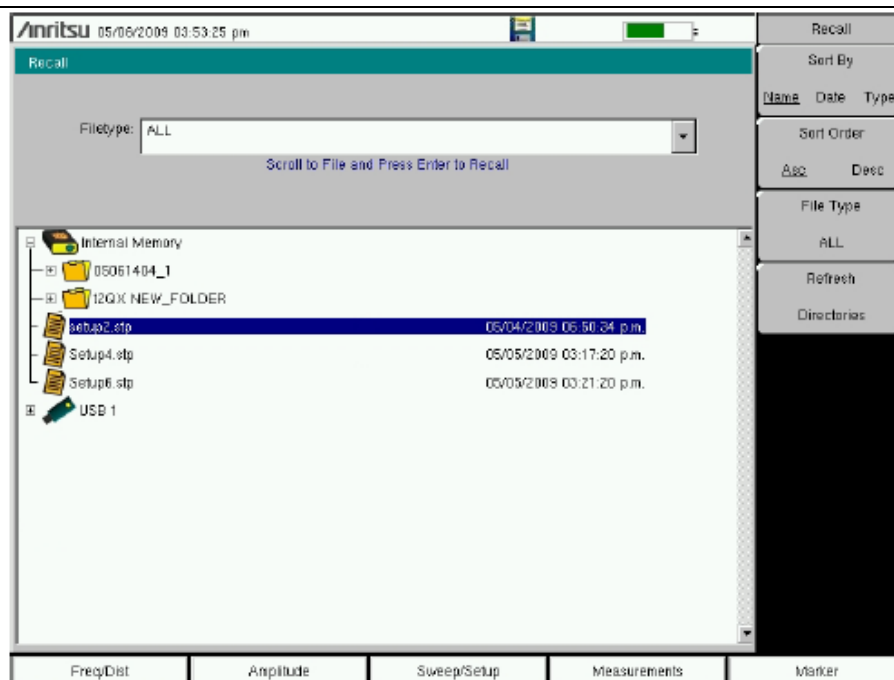 Anritsu 05/06/2009 03:53:25 pm
Recall
Filetype: ALL
Scroll to File and Press Enter to Recall
Internal Memory
05061404_1
12QX NEW_FOLDER
setup2.stp 05/04/2009 06:50:34 p.m.
Setup4.stp 05/05/2009 03:17:20 p.m.
Setup6.stp 05/05/2009 03:21:20 p.m.
USB 1
Recall
Sort By
Name Date Type
Sort Order
Asc Desc
File Type
ALL
Refresh
Directories
Freq/Dist Amplitude Sweep/Setup Measurements Marker